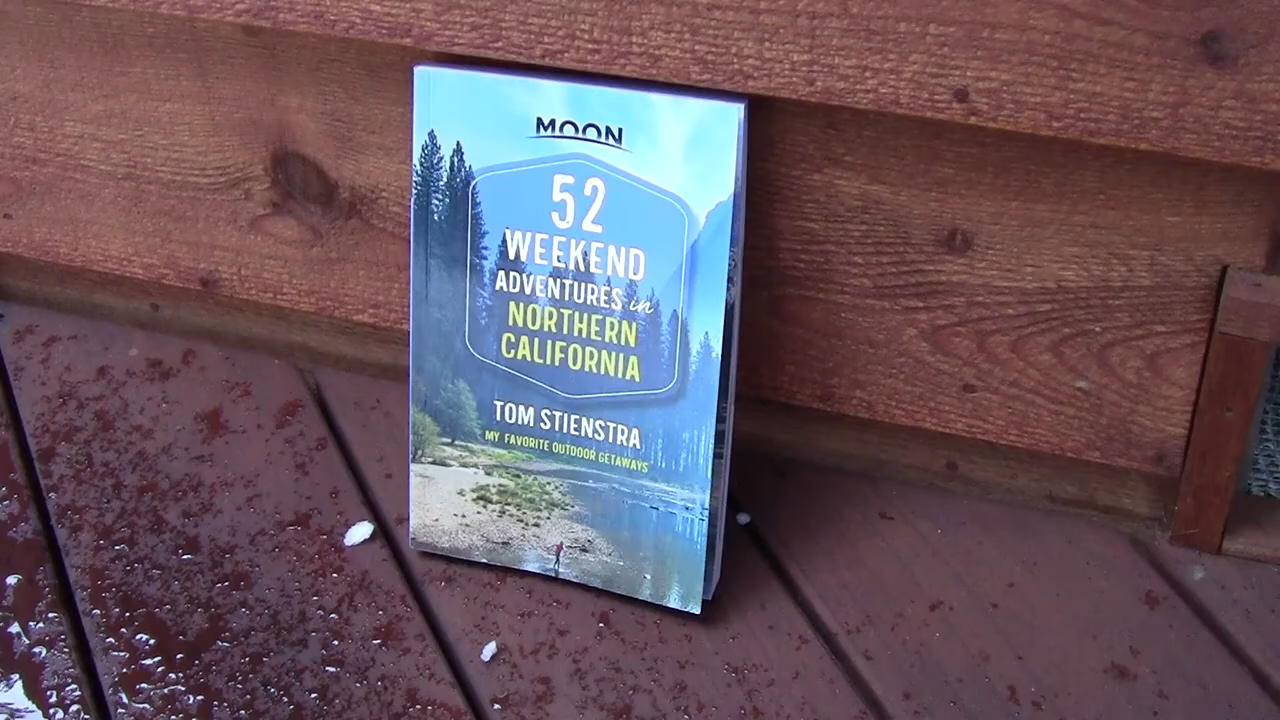 MOON
52
WEEKEND
ADVENTURES in
NORTHERN
CALIFORNIA
TOM STIENSTRA
MY FAVORITE OUTDOOR GETAWAYS